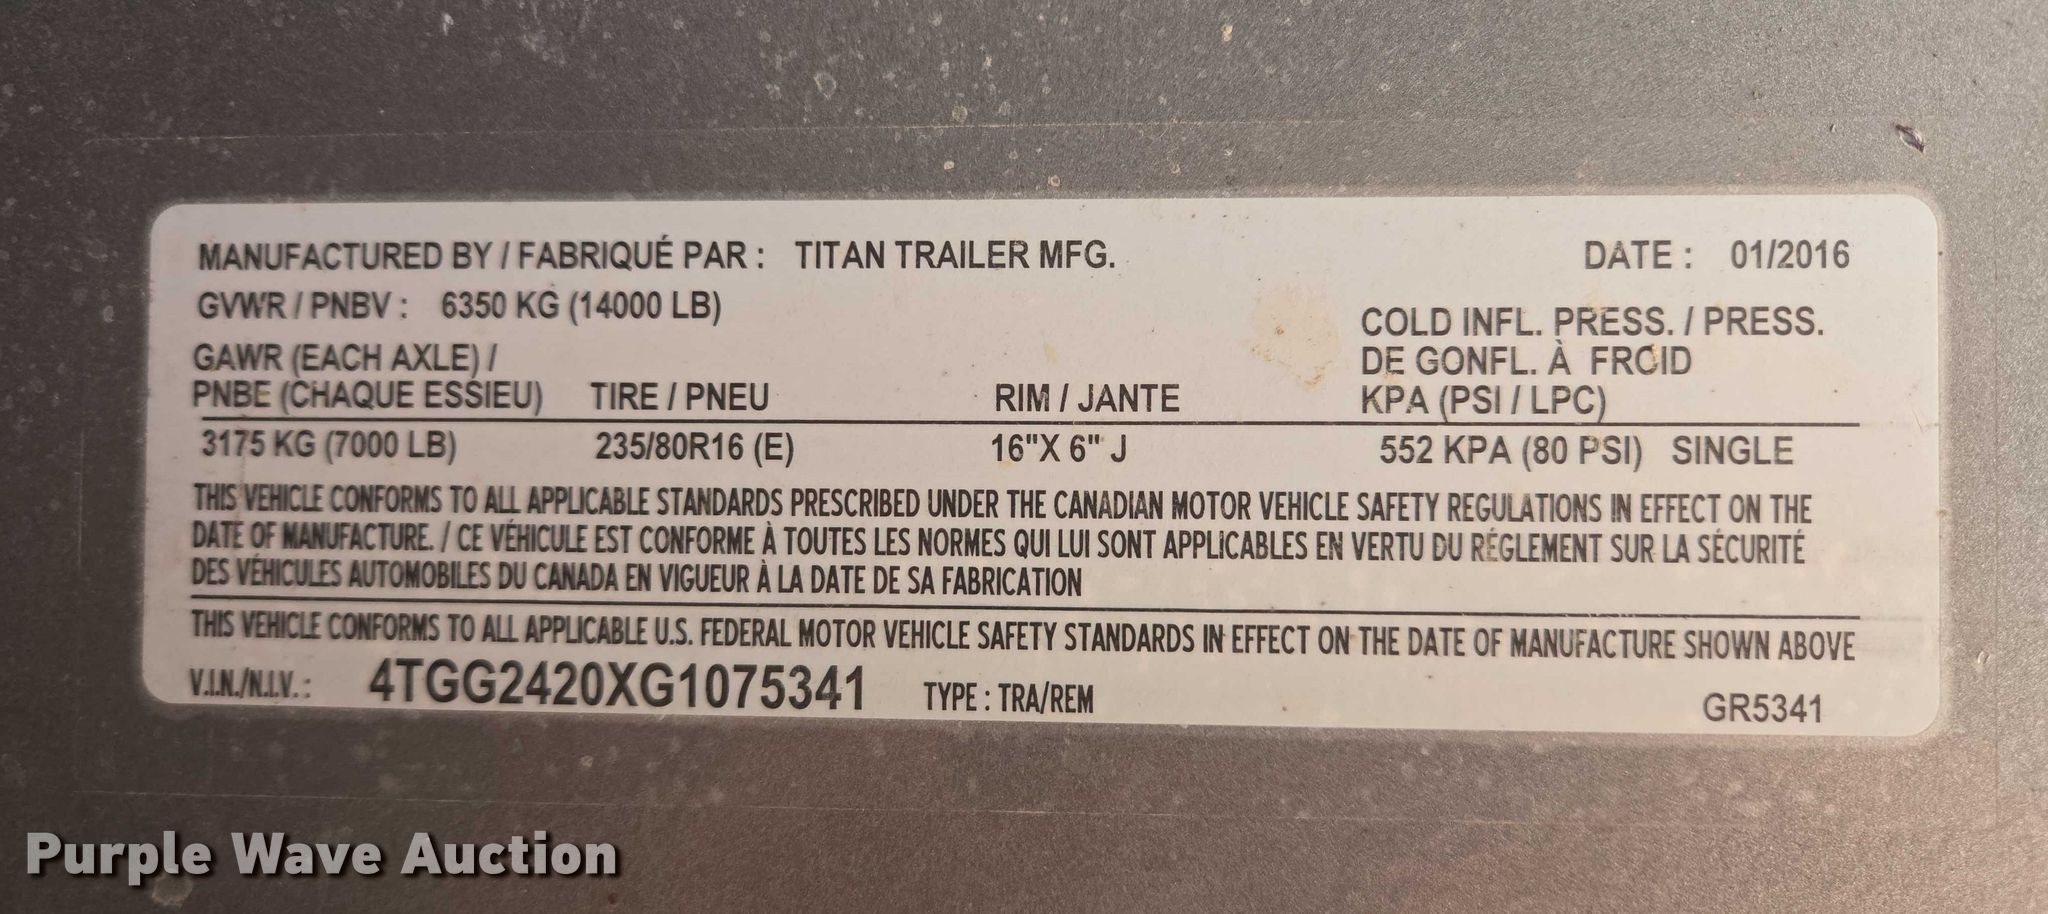 MANUFACTURED BY / FABRIQUÉ PAR : TITAN TRAILER MFG. DATE : 01/2016
GVWR / PNBV : 6350 KG (14000 LB)
COLD INFL. PRESS. / PRESS.
GAWR (EACH AXLE) / DE GONFL. À FROID
PNBE (CHAQUE ESSIEU) TIRE / PNEU RIM / JANTE KPA (PSI / LPC)
3175 KG (7000 LB) 235/80R16 (E) 16"X 6" J 552 KPA (80 PSI) SINGLE
THIS VEHICLE CONFORMS TO ALL APPLICABLE STANDARDS PRESCRIBED UNDER THE CANADIAN MOTOR VEHICLE SAFETY REGULATIONS IN EFFECT ON THE
DATE OF MANUFACTURE. / CE VÉHICULE EST CONFORME À TOUTES LES NORMES QUI LUI SONT APPLICABLES EN VERTU DU RÉGLEMENT SUR LA SÉCURITÉ
DES VÉHICULES AUTOMOBILES DU CANADA EN VIGUEUR À LA DATE DE SA FABRICATION
THIS VEHICLE CONFORMS TO ALL APPLICABLE U.S. FEDERAL MOTOR VEHICLE SAFETY STANDARDS IN EFFECT ON THE DATE OF MANUFACTURE SHOWN ABOVE
V.I.N./N.I.V. : 4TGG2420XG1075341 TYPE : TRA/REM GR5341
Purple Wave Auction